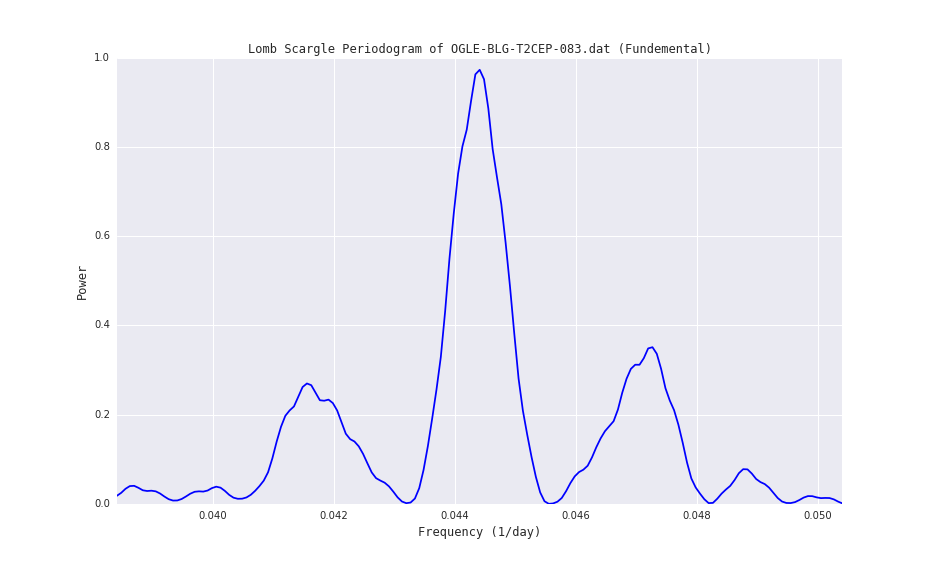 Lomb Scargle Periodogram of OGLE-BLG-T2CEP-083.dat (Fundemental)
1.0
0.8
0.6
0.4
0.2
0.0
Power
0.040 0.042 0.044 0.046 0.048 0.050
Frequency (1/day)